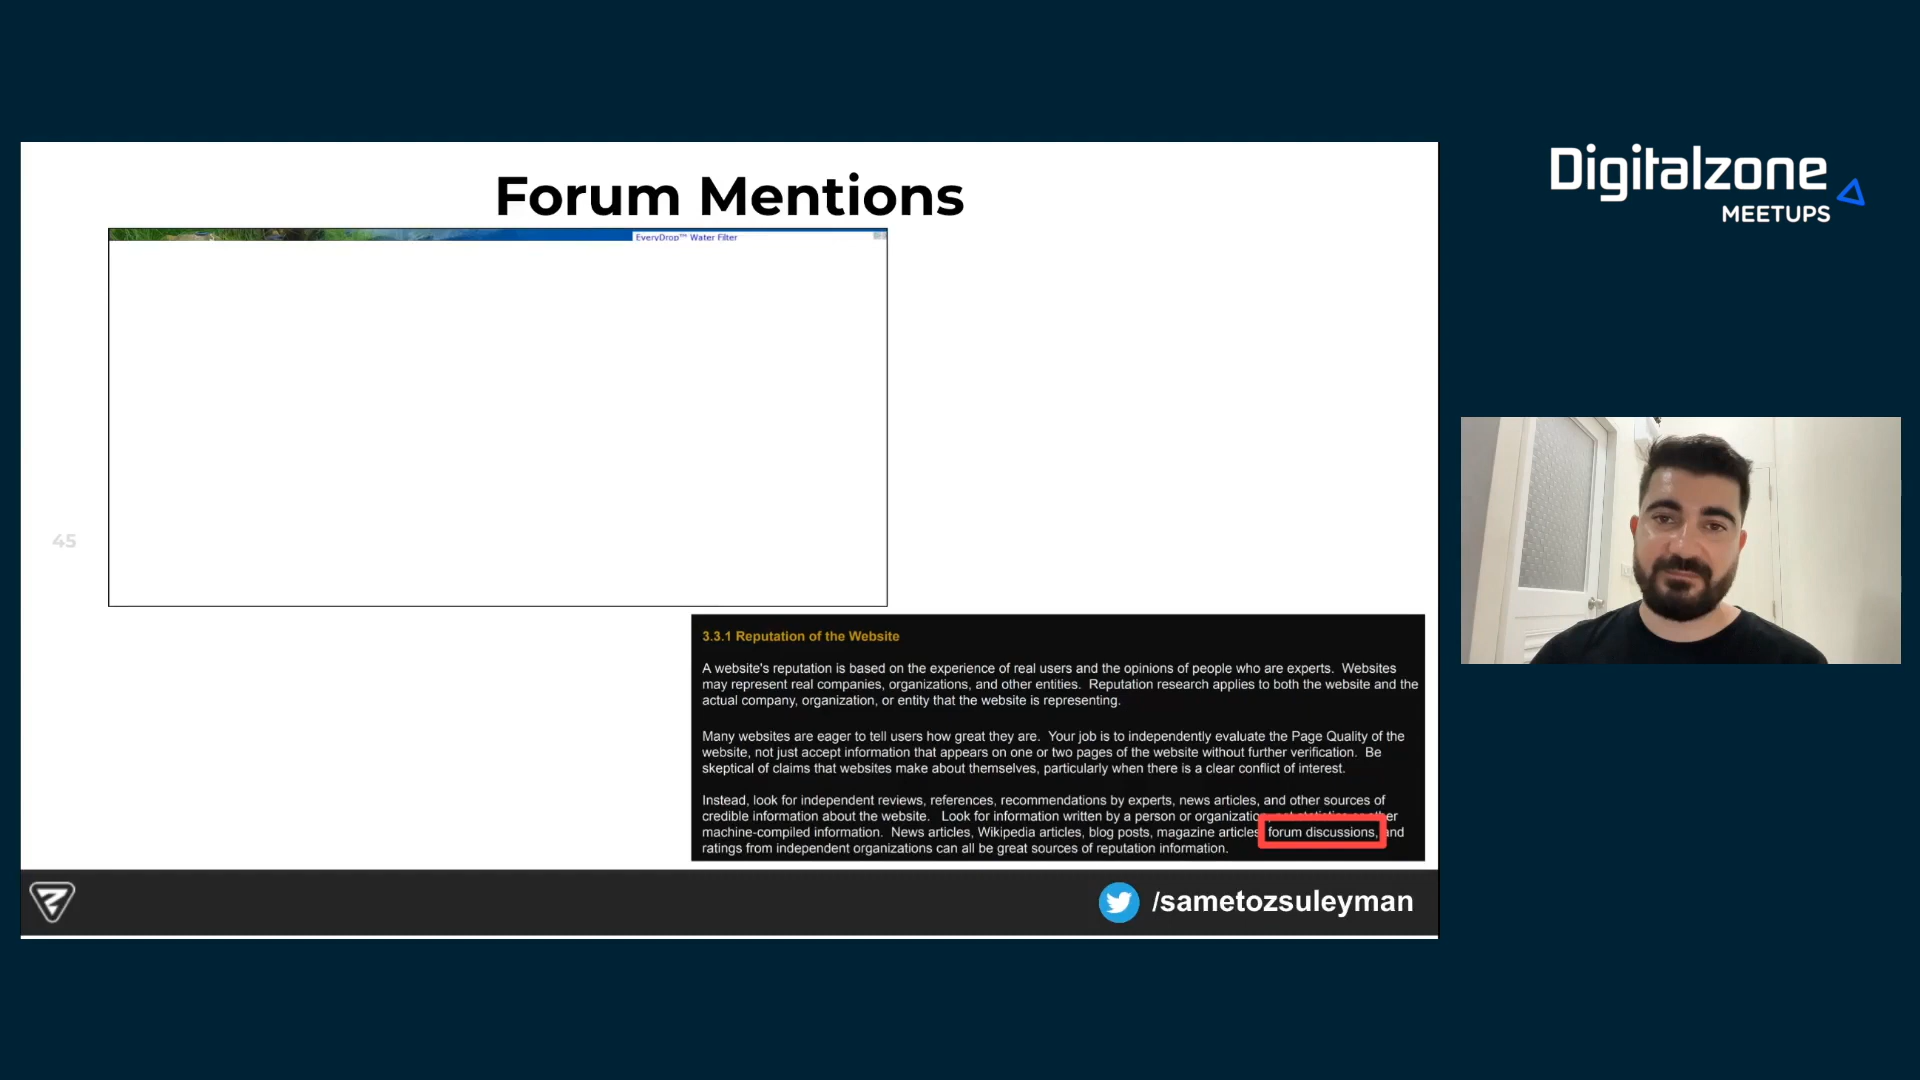 Digitalzone
MEETUPS
Forum Mentions
EveryDrop™ Water Filter
45
3.3.1 Reputation of the Website
A website's reputation is based on the experience of real users and the opinions of people who are experts. Websites
may represent real companies, organizations, and other entities. Reputation research applies to both the website and the
actual company, organization, or entity that the website is representing.
Many websites are eager to tell users how great they are. Your job is to independently evaluate the Page Quality of the
website, not just accept information that appears on one or two pages of the website without further verification. Be
skeptical of claims that websites make about themselves, particularly when there is a clear conflict of interest.
Instead, look for independent reviews, references, recommendations by experts, news articles, and other sources of
credible information about the website. Look for information written by a person or organization, not statistics or other
machine-compiled information. News articles, Wikipedia articles, blog posts, magazine articles, forum discussions, and
ratings from independent organizations can all be great sources of reputation information.
/sametozsuleyman